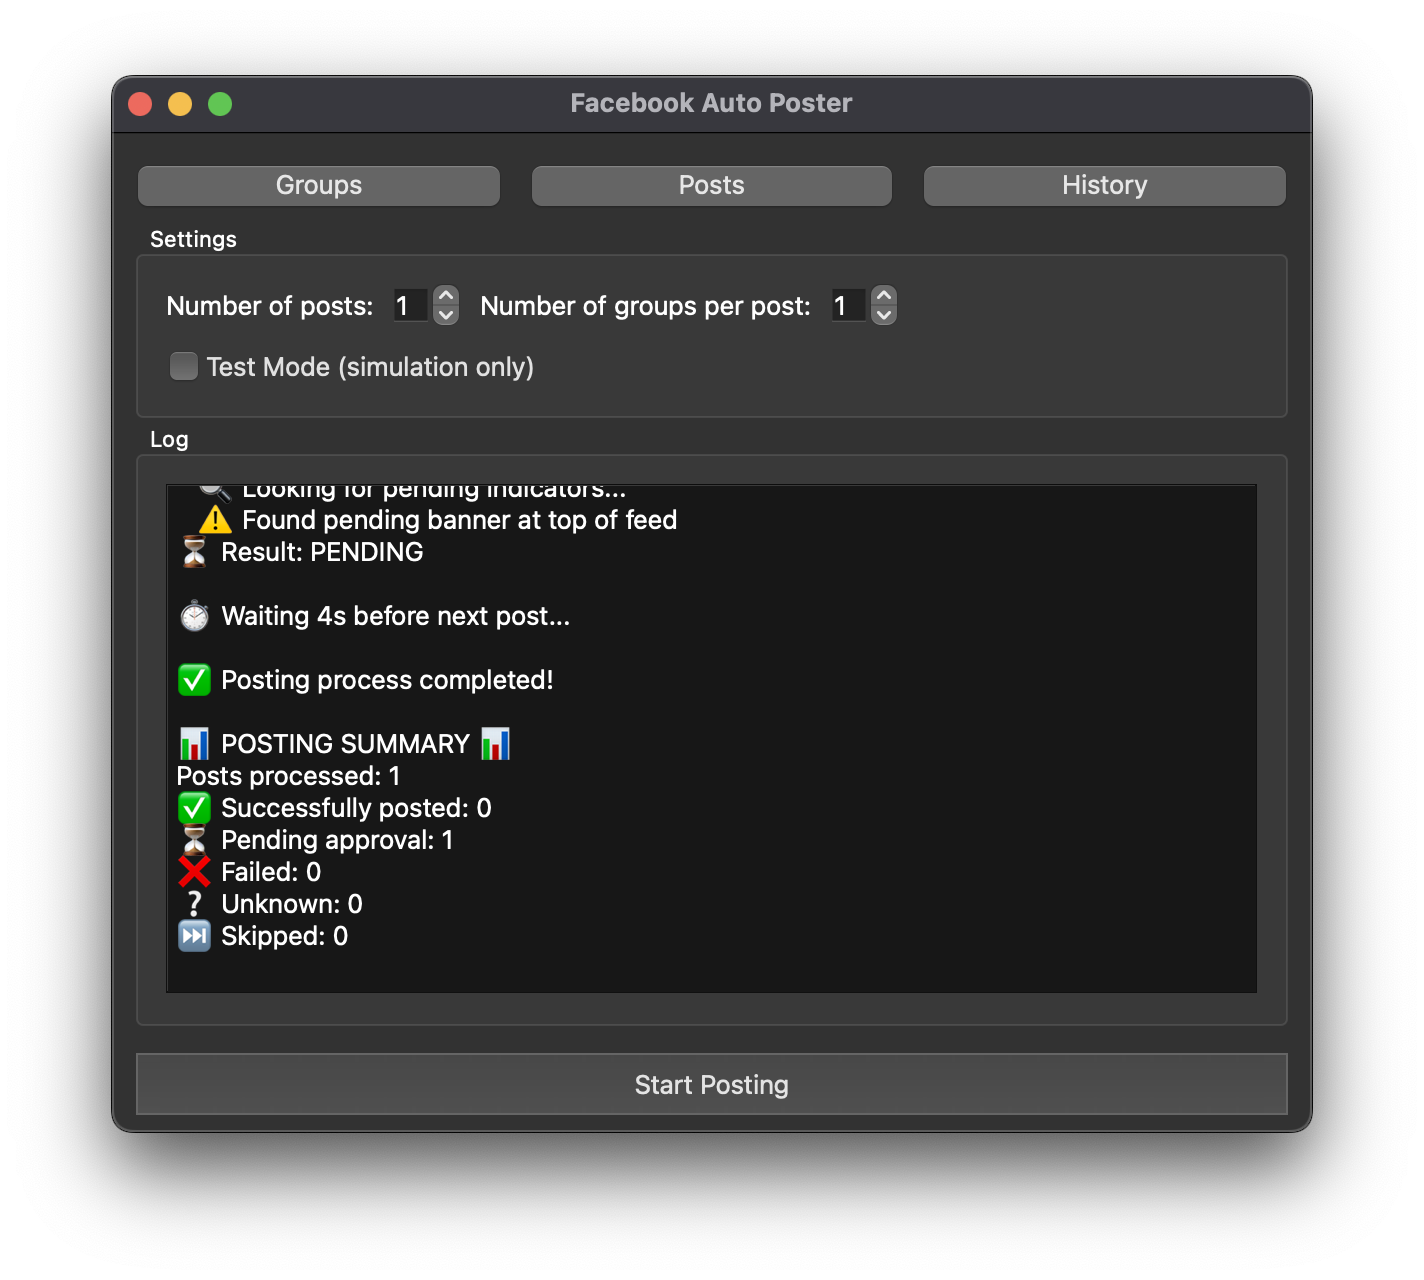 Facebook Auto Poster
Groups Posts History
Settings
Number of posts: 1 Number of groups per post: 1
Test Mode (simulation only)
Log
🔍 Looking for pending indicators...
⚠️ Found pending banner at top of feed
⏳ Result: PENDING
⏱️ Waiting 4s before next post...
✅ Posting process completed!
📊 POSTING SUMMARY 📊
Posts processed: 1
✅ Successfully posted: 0
⏳ Pending approval: 1
❌ Failed: 0
❔ Unknown: 0
⏭️ Skipped: 0
Start Posting